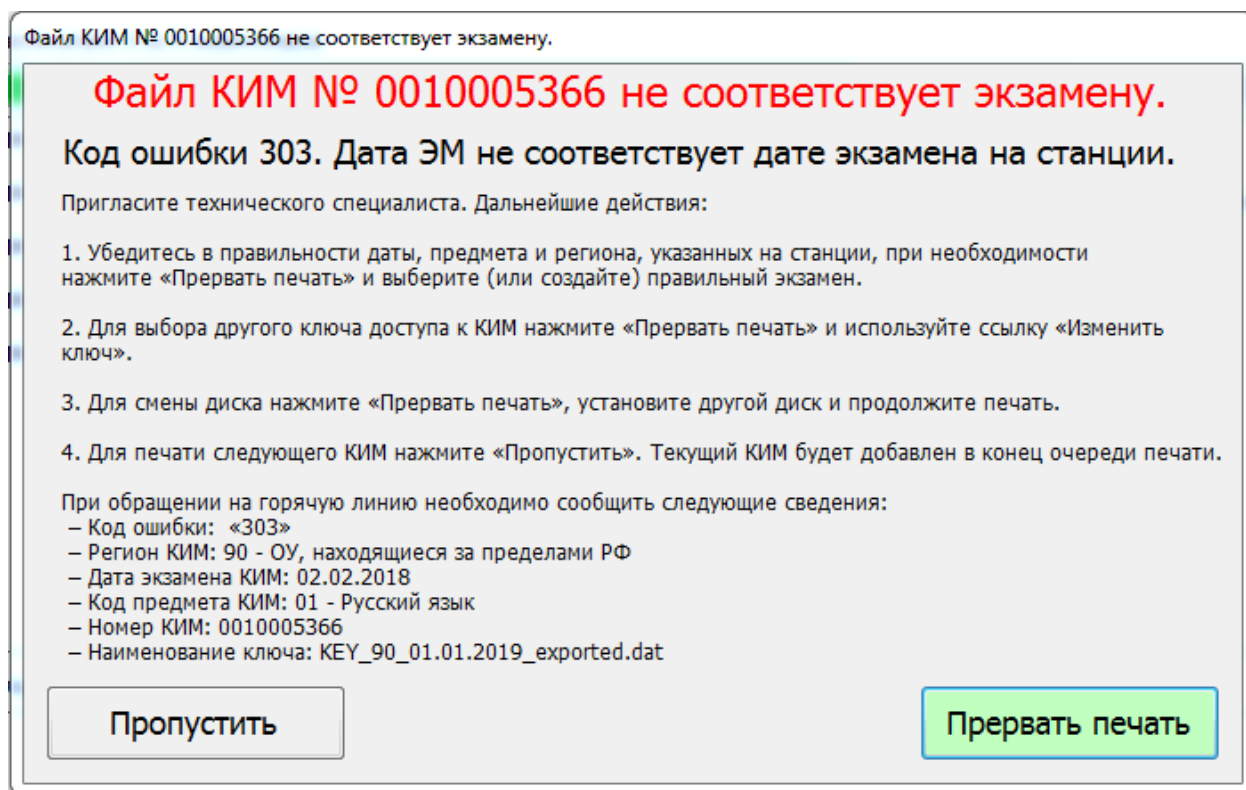 Файл КИМ № 0010005366 не соответствует экзамену.
Файл КИМ № 0010005366 не соответствует экзамену.
Код ошибки 303. Дата ЭМ не соответствует дате экзамена на станции.
Пригласите технического специалиста. Дальнейшие действия:
1. Убедитесь в правильности даты, предмета и региона, указанных на станции, при необходимости
нажмите «Прервать печать» и выберите (или создайте) правильный экзамен.
2. Для выбора другого ключа доступа к КИМ нажмите «Прервать печать» и используйте ссылку «Изменить
ключ».
3. Для смены диска нажмите «Прервать печать», установите другой диск и продолжите печать.
4. Для печати следующего КИМ нажмите «Пропустить». Текущий КИМ будет добавлен в конец очереди печати.
При обращении на горячую линию необходимо сообщить следующие сведения:
– Код ошибки: «303»
– Регион КИМ: 90 - ОУ, находящиеся за пределами РФ
– Дата экзамена КИМ: 02.02.2018
– Код предмета КИМ: 01 - Русский язык
– Номер КИМ: 0010005366
– Наименование ключа: KEY_90_01.01.2019_exported.dat
Пропустить
Прервать печать